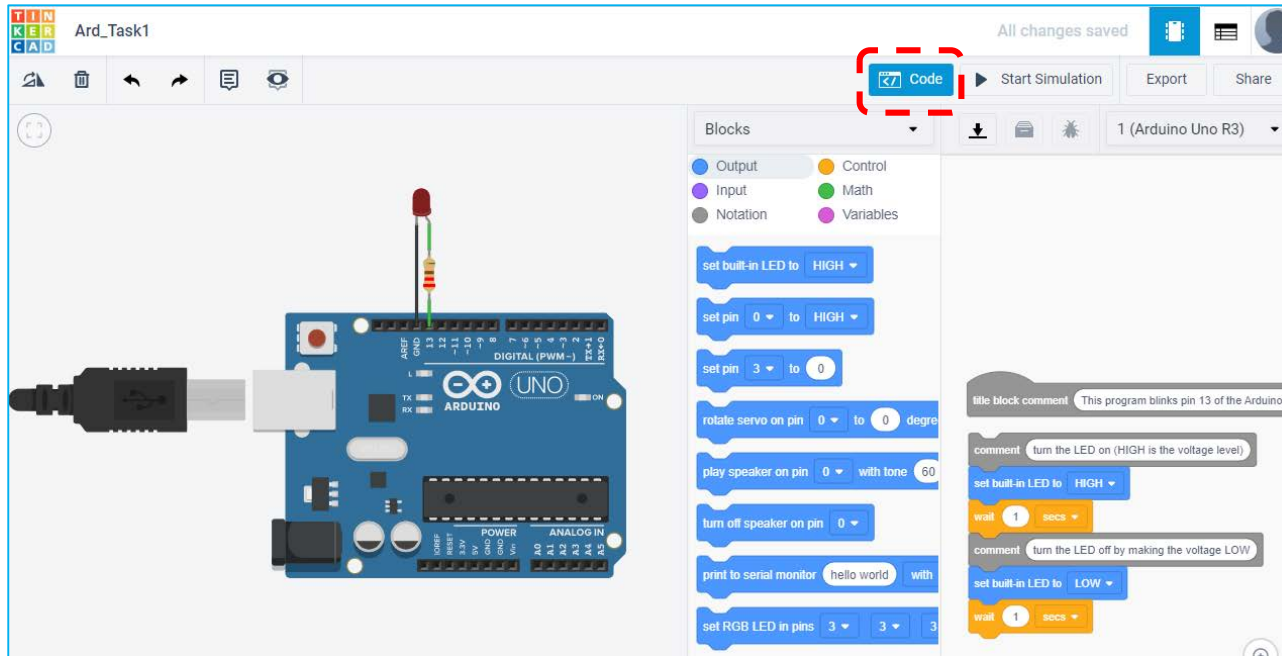 TIN
KER
CAD
Ard_Task1
All changes saved
Code
Start Simulation
Export
Share
Blocks
1 (Arduino Uno R3)
Output
Control
Input
Math
Notation
Variables
set built-in LED to HIGH
set pin 0 to HIGH
set pin 3 to 0
rotate servo on pin 0 to 0 degre
play speaker on pin 0 with tone 60
turn off speaker on pin 0
print to serial monitor hello world with
set RGB LED in pins 3 3 3
title block comment This program blinks pin 13 of the Arduino
comment turn the LED on (HIGH is the voltage level)
set built-in LED to HIGH
wait 1 secs
comment turn the LED off by making the voltage LOW
set built-in LED to LOW
wait 1 secs
AREF
GND
13
12
~11
~10
~9
8
7
~6
~5
4
~3
2
TX→1
RX←0
DIGITAL (PWM~)
L
TX
RX
ARDUINO
UNO
ON
POWER
ANALOG IN
IOREF
RESET
3.3V
5V
GND
GND
Vin
A0
A1
A2
A3
A4
A5